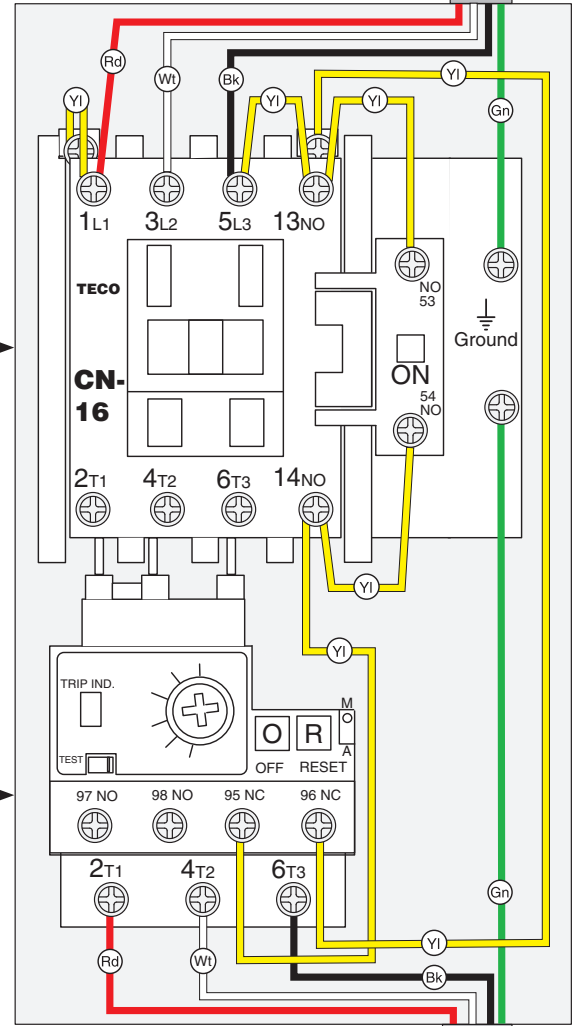 Rd
Wt
Bk
Yl
Yl
Yl
Yl
Gn
1L1 3L2 5L3 13NO
TECO
CN-
16
NO
53
ON
54
NO
Ground
2T1 4T2 6T3 14NO
Yl
Yl
TRIP IND.
TEST
O R
M
A
OFF RESET
97 NO 98 NO 95 NC 96 NC
2T1 4T2 6T3
Gn
Yl
Rd
Wt
Bk